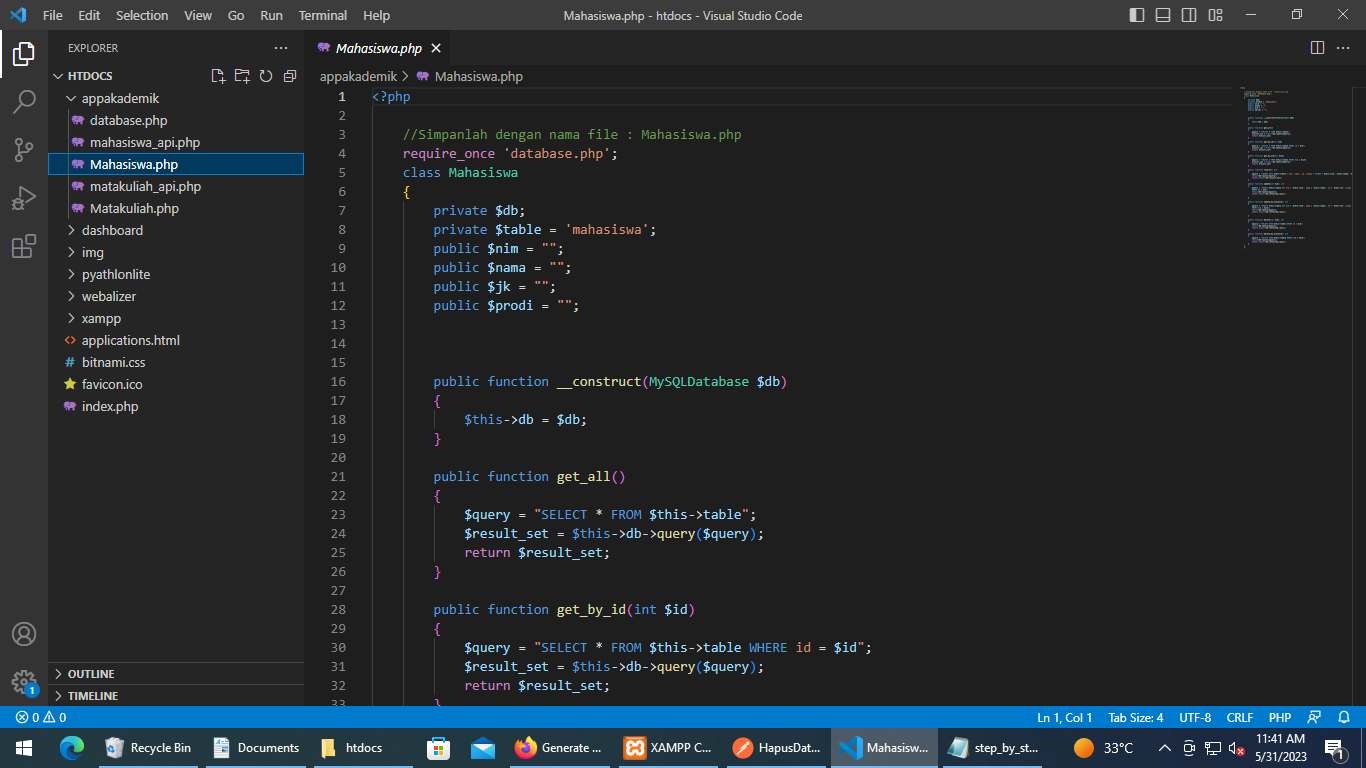 File Edit Selection View Go Run Terminal Help
Mahasiswa.php - htdocs - Visual Studio Code
EXPLORER
HTDOCS
appakademik
database.php
mahasiswa_api.php
Mahasiswa.php
matakuliah_api.php
Matakuliah.php
dashboard
img
pyathlonlite
webalizer
xampp
applications.html
bitnami.css
favicon.ico
index.php
OUTLINE
TIMELINE
Mahasiswa.php
appakademik > Mahasiswa.php
1 <?php
2
3 //Simpanlah dengan nama file : Mahasiswa.php
4 require_once 'database.php';
5 class Mahasiswa
6 {
7 private $db;
8 private $table = 'mahasiswa';
9 public $nim = "";
10 public $nama = "";
11 public $jk = "";
12 public $prodi = "";
13
14
15
16 public function __construct(MySQLDatabase $db)
17 {
18 $this->db = $db;
19 }
20
21 public function get_all()
22 {
23 $query = "SELECT * FROM $this->table";
24 $result_set = $this->db->query($query);
25 return $result_set;
26 }
27
28 public function get_by_id(int $id)
29 {
30 $query = "SELECT * FROM $this->table WHERE id = $id";
31 $result_set = $this->db->query($query);
32 return $result_set;
33 }
1
0 0
Ln 1, Col 1 Tab Size: 4 UTF-8 CRLF PHP
Recycle Bin Documents htdocs Generate ... XAMPP C... HapusDat... Mahasisw... step_by_st... 33°C
11:41 AM
5/31/2023
1